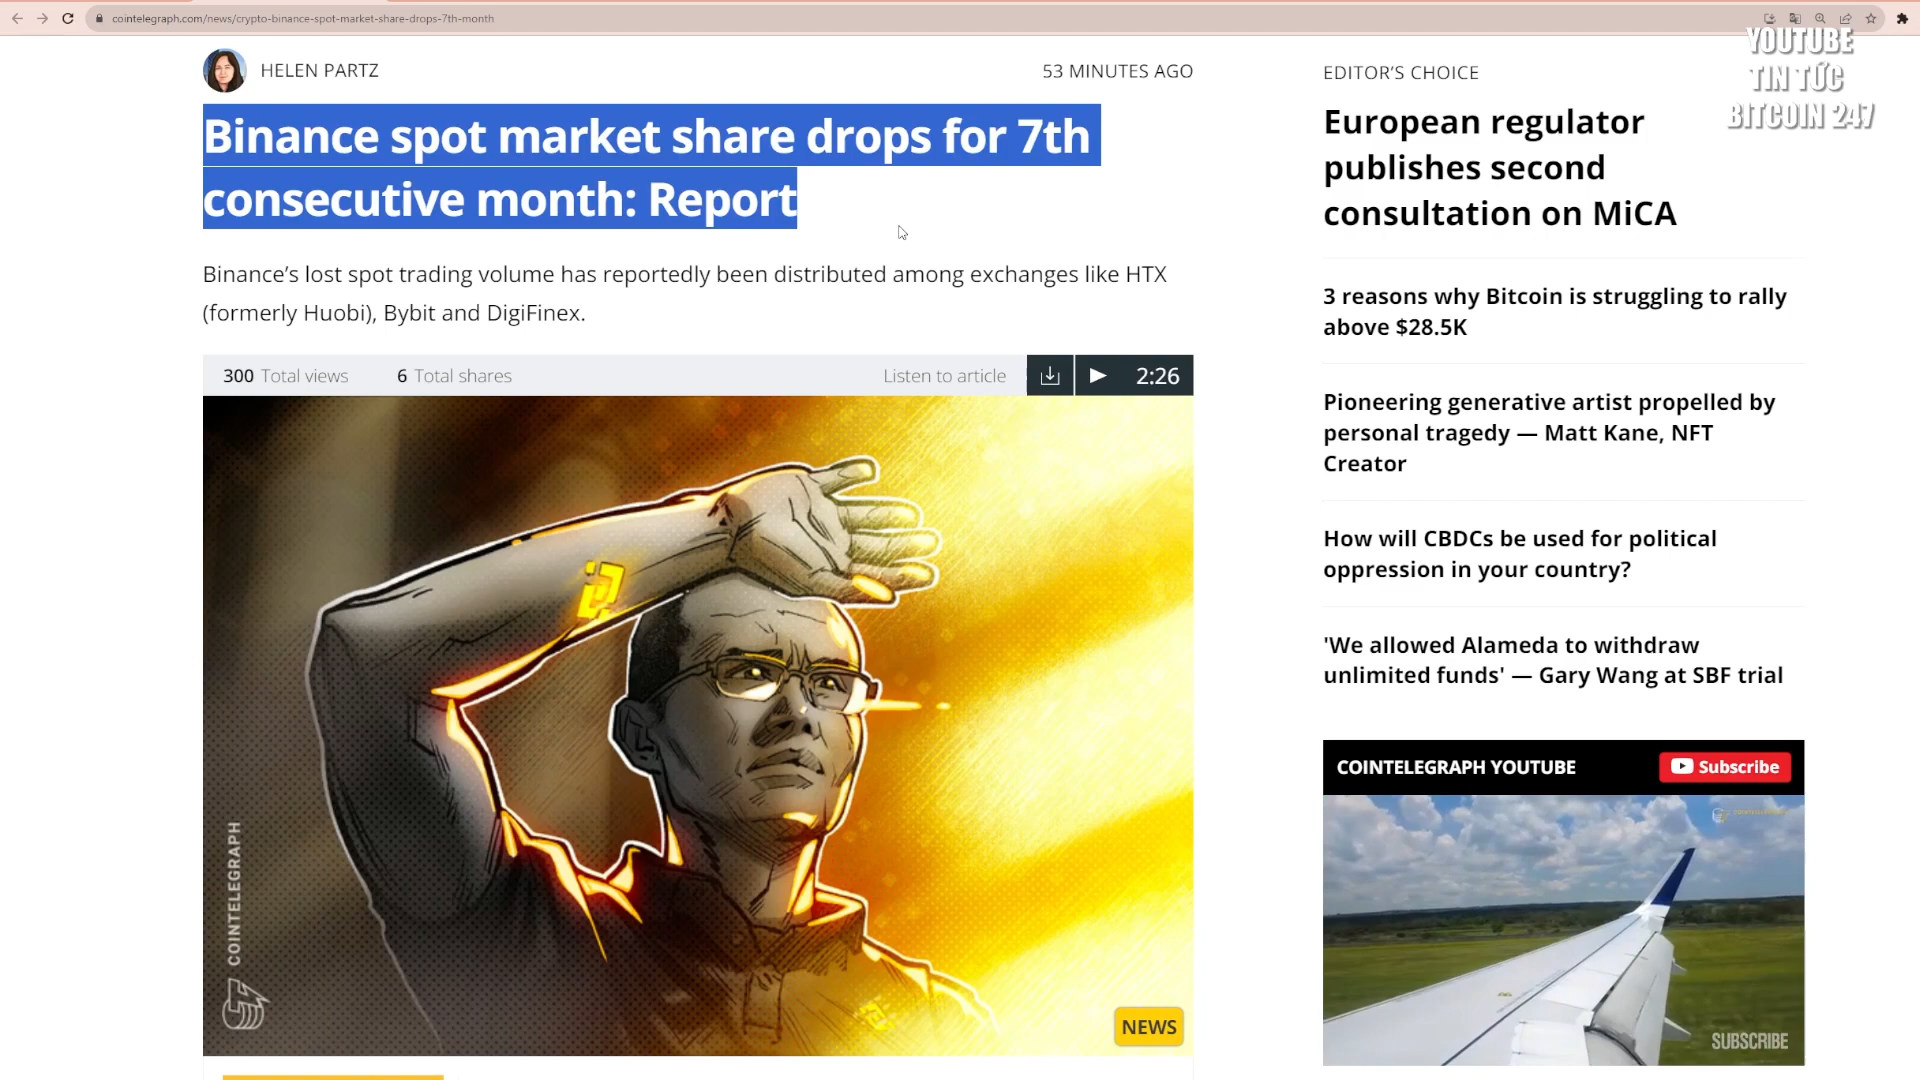 cointelegraph.com/news/crypto-binance-spot-market-share-drops-7th-month
YOUTUBE
TIN TỨC
BITCOIN 247
HELEN PARTZ
53 MINUTES AGO
Binance spot market share drops for 7th
consecutive month: Report
Binance’s lost spot trading volume has reportedly been distributed among exchanges like HTX
(formerly Huobi), Bybit and DigiFinex.
300 Total views
6 Total shares
Listen to article
2:26
COINTELEGRAPH
NEWS
EDITOR’S CHOICE
European regulator
publishes second
consultation on MiCA
3 reasons why Bitcoin is struggling to rally
above $28.5K
Pioneering generative artist propelled by
personal tragedy — Matt Kane, NFT
Creator
How will CBDCs be used for political
oppression in your country?
'We allowed Alameda to withdraw
unlimited funds' — Gary Wang at SBF trial
COINTELEGRAPH YOUTUBE
Subscribe
SUBSCRIBE